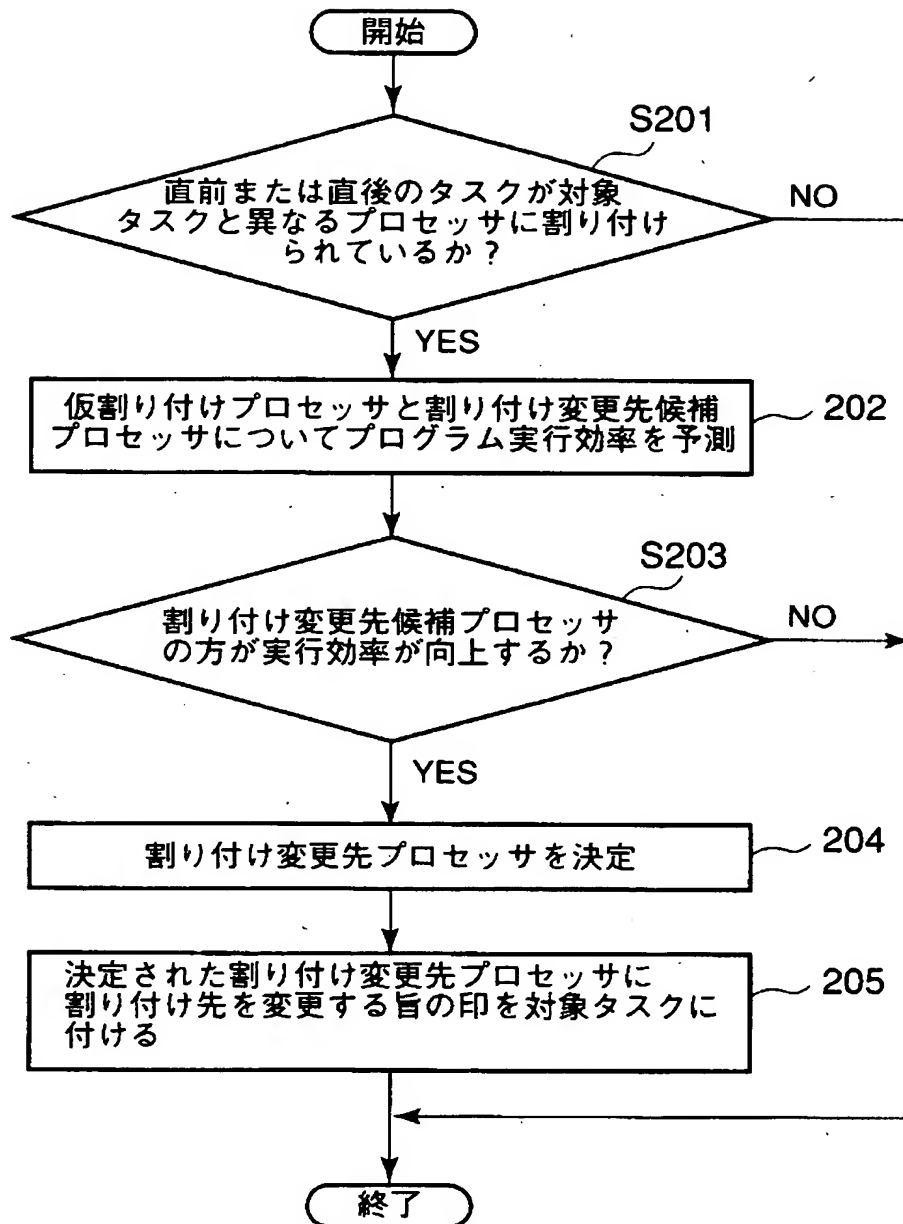 開始
S201
直前または直後のタスクが対象
タスクと異なるプロセッサに割り付け
られているか？
NO
YES
仮割り付けプロセッサと割り付け変更先候補
プロセッサについてプログラム実行効率を予測
202
S203
割り付け変更先候補プロセッサ
の方が実行効率が向上するか？
NO
YES
割り付け変更先プロセッサを決定
204
決定された割り付け変更先プロセッサに
割り付け先を変更する旨の印を対象タスクに
付ける
205
終了